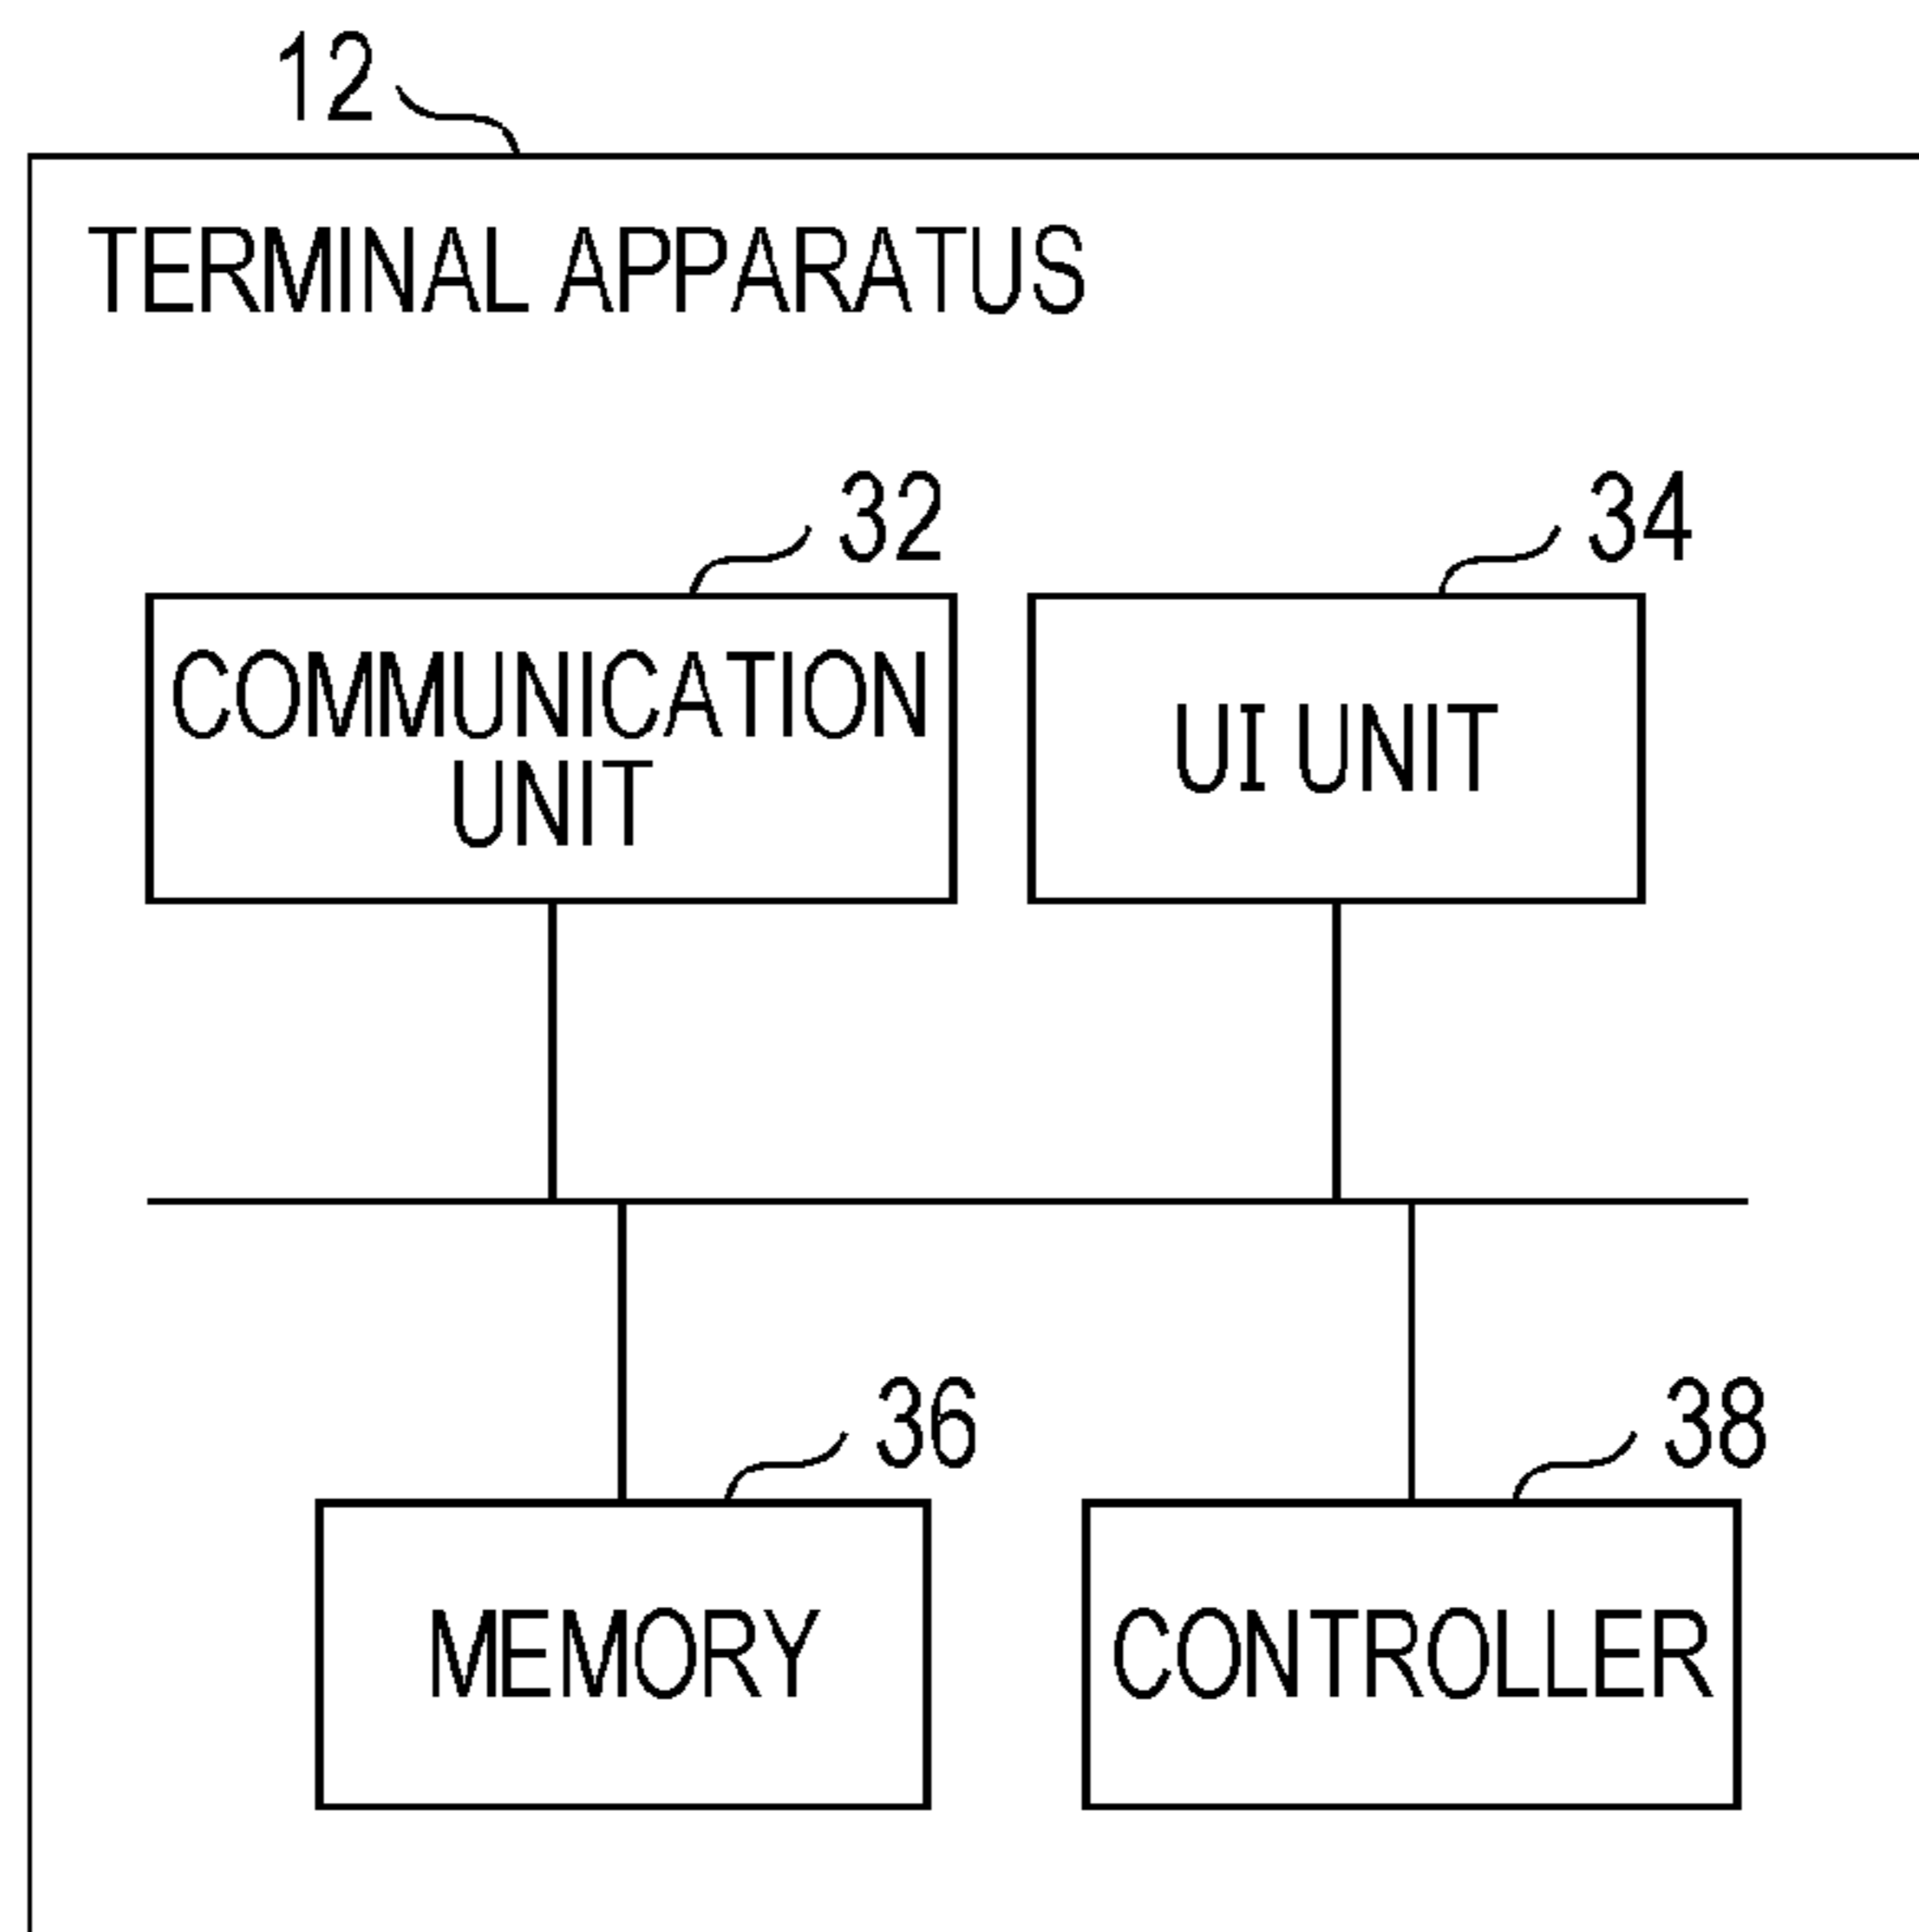 12
TERMINAL APPARATUS
32
34
COMMUNICATION
UNIT
UI UNIT
36
38
MEMORY
CONTROLLER